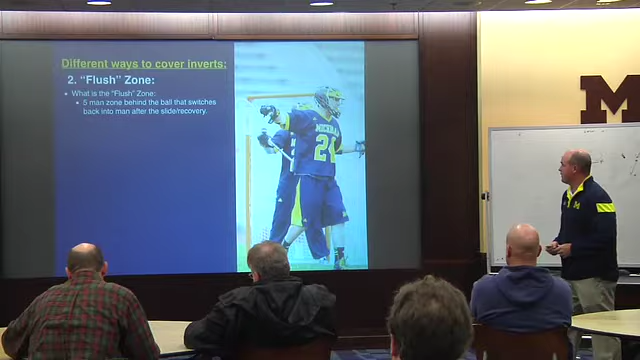 Different ways to cover inverts:
2. "Flush" Zone:
• What is the "Flush" Zone:
• 5 man zone behind the ball that switches
back into man after the slide/recovery.
MICHIGAN
24
M
M